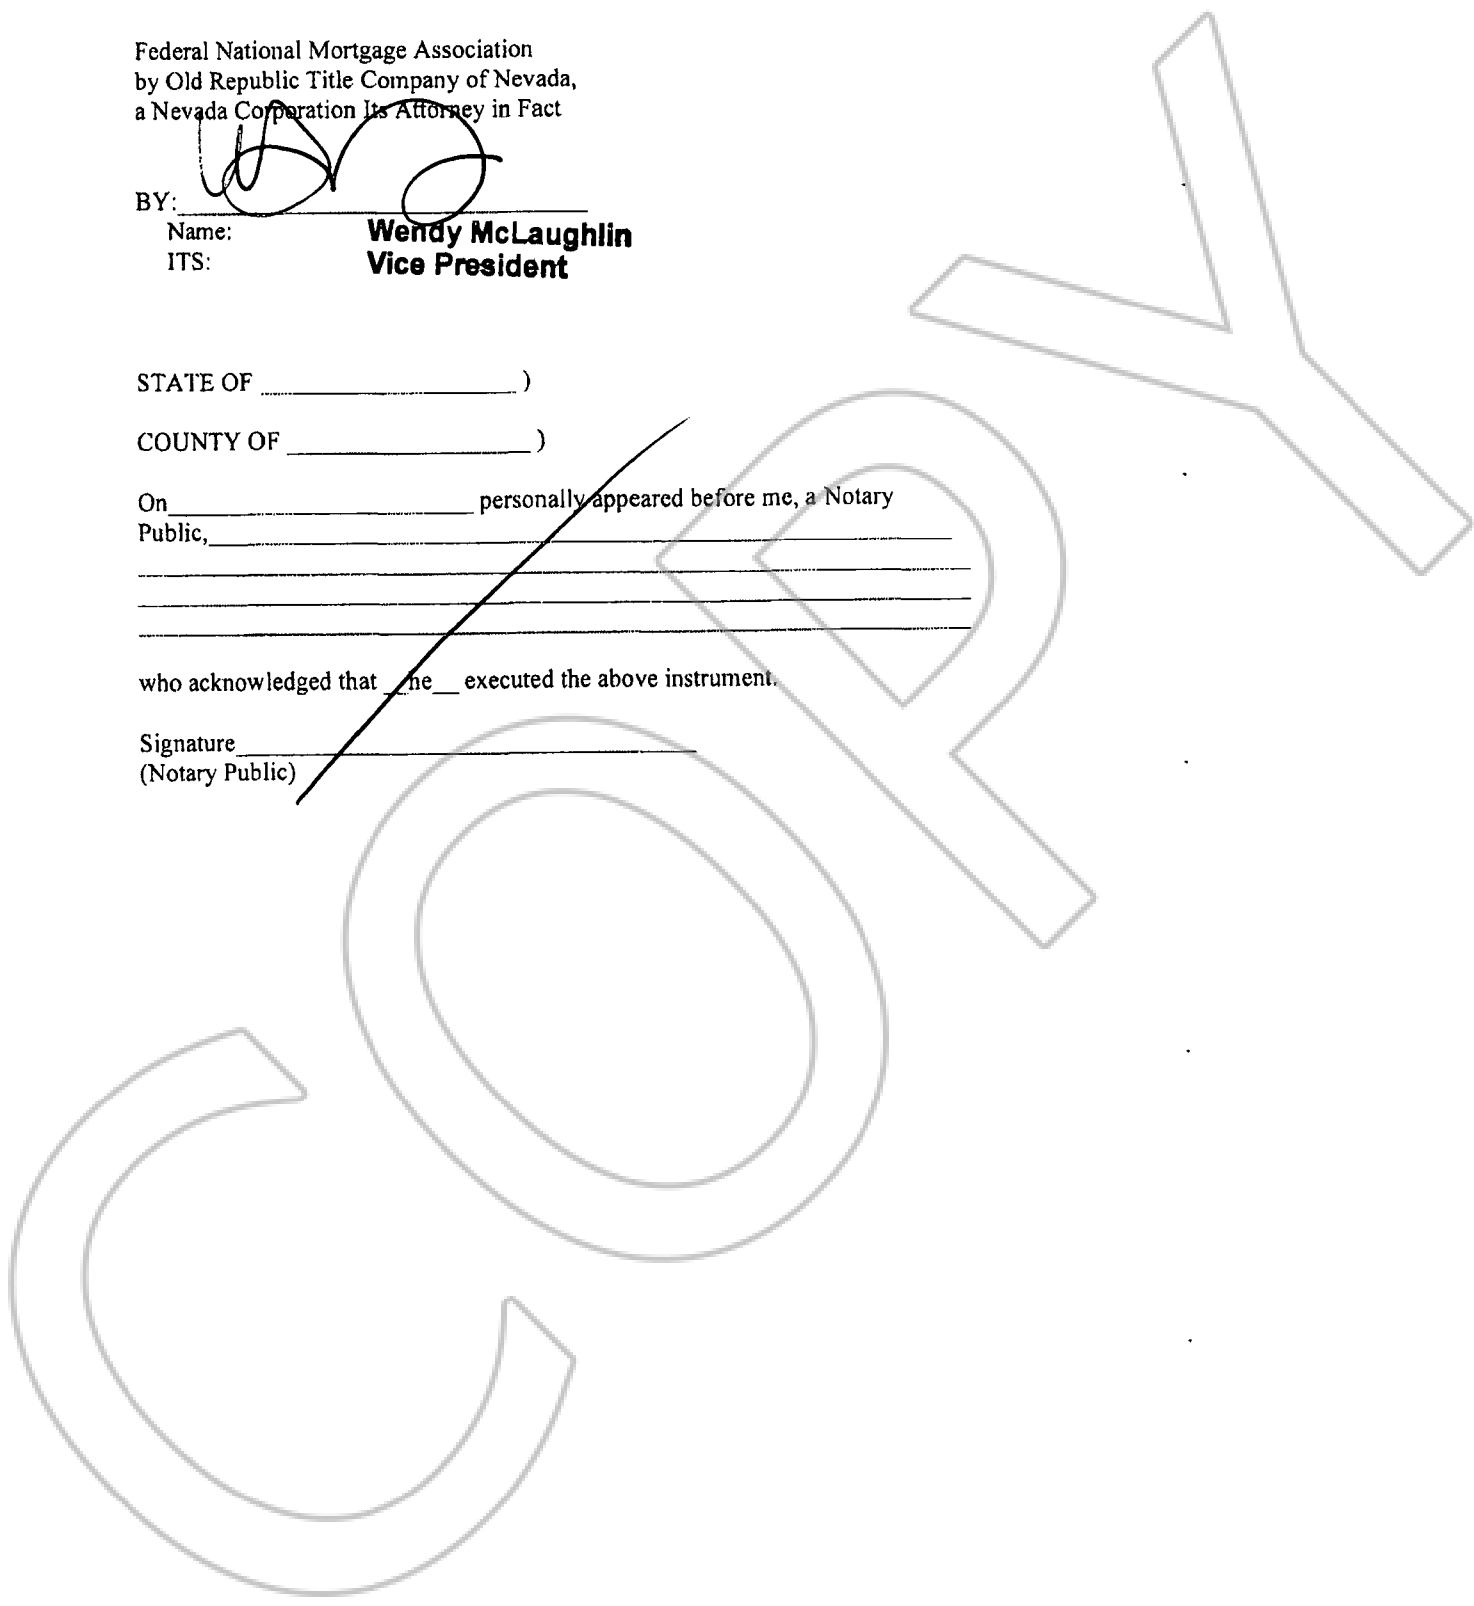 Federal National Mortgage Association
by Old Republic Title Company of Nevada,
a Nevada Corporation Its Attorney in Fact
BY:
Name: Wendy McLaughlin
ITS: Vice President
STATE OF )
COUNTY OF )
On personally appeared before me, a Notary
Public,
who acknowledged that __he__ executed the above instrument.
Signature
(Notary Public)
COPY